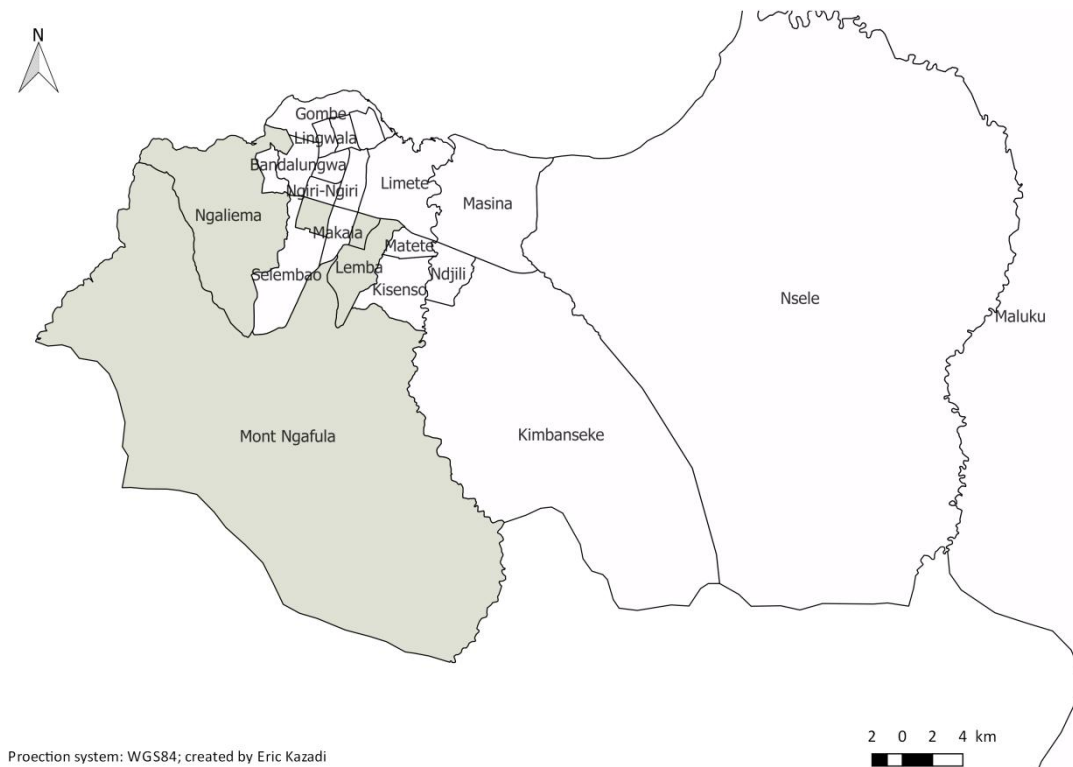 N
Gombe
Lingwala
Bandalungwa
Ngiri-Ngiri
Limete
Masina
Ngaliema
Makala
Matete
Selembao
Lemba
Ndjili
Kisenso
Nsele
Maluku
Mont Ngafula
Kimbanseke
2 0 2 4 km
Proection system: WGS84; created by Eric Kazadi